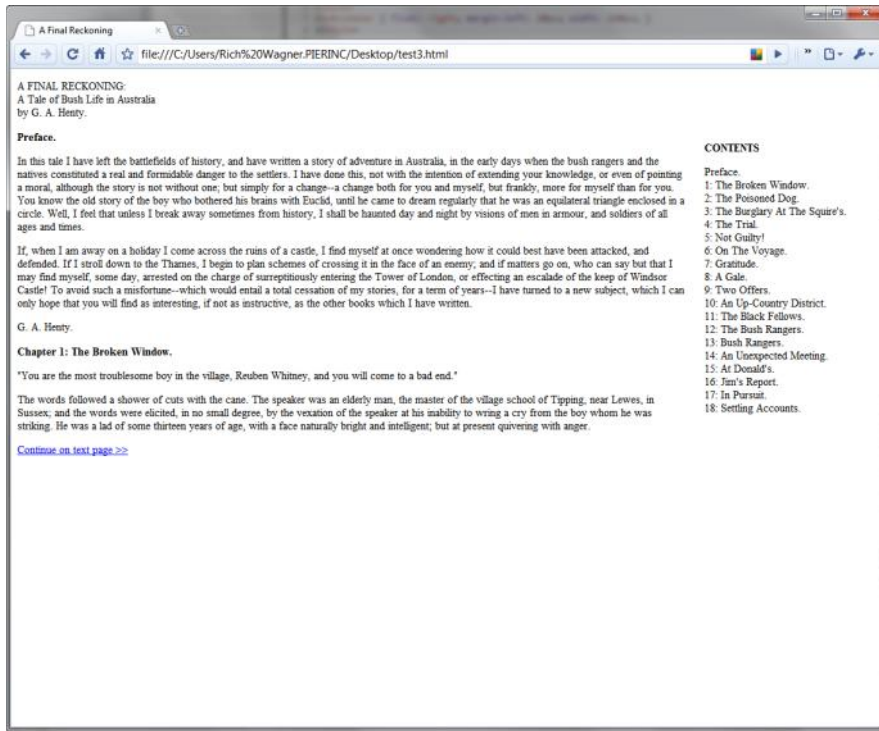 A Final Reckoning
file:///C:/Users/Rich%20Wagner.PIERINC/Desktop/test3.html
A FINAL RECKONING:
A Tale of Bush Life in Australia
by G. A. Henty.
Preface.
In this tale I have left the battlefields of history, and have written a story of adventure in Australia, in the early days when the bush rangers and the
natives constituted a real and formidable danger to the settlers. I have done this, not with the intention of extending your knowledge, or even of pointing
a moral, although the story is not without one; but simply for a change--a change both for you and myself, but frankly, more for myself than for you.
You know the old story of the boy who bothered his brains with Euclid, until he came to dream regularly that he was an equilateral triangle enclosed in a
circle. Well, I feel that unless I break away sometimes from history, I shall be haunted day and night by visions of men in armour, and soldiers of all
ages and times.
If, when I am away on a holiday I come across the ruins of a castle, I find myself at once wondering how it could best have been attacked, and
defended. If I stroll down to the Thames, I begin to plan schemes of crossing it in the face of an enemy; and if matters go on, who can say but that I
may find myself, some day, arrested on the charge of surreptitiously entering the Tower of London, or effecting an escalade of the keep of Windsor
Castle! To avoid such a misfortune--which would entail a total cessation of my stories, for a term of years--I have turned to a new subject, which I can
only hope that you will find as interesting, if not as instructive, as the other books which I have written.
G. A. Henty.
Chapter 1: The Broken Window.
"You are the most troublesome boy in the village, Reuben Whitney, and you will come to a bad end."
The words followed a shower of cuts with the cane. The speaker was an elderly man, the master of the village school of Tipping, near Lewes, in
Sussex; and the words were elicited, in no small degree, by the vexation of the speaker at his inability to wring a cry from the boy whom he was
striking. He was a lad of some thirteen years of age, with a face naturally bright and intelligent; but at present quivering with anger.
Continue on text page >>
CONTENTS
Preface.
1: The Broken Window.
2: The Poisoned Dog.
3: The Burglary At The Squire's.
4: The Trial.
5: Not Guilty!
6: On The Voyage.
7: Gratitude.
8: A Gale.
9: Two Offers.
10: An Up-Country District.
11: The Black Fellows.
12: The Bush Rangers.
13: Bush Rangers.
14: An Unexpected Meeting.
15: At Donald's.
16: Jim's Report.
17: In Pursuit.
18: Settling Accounts.